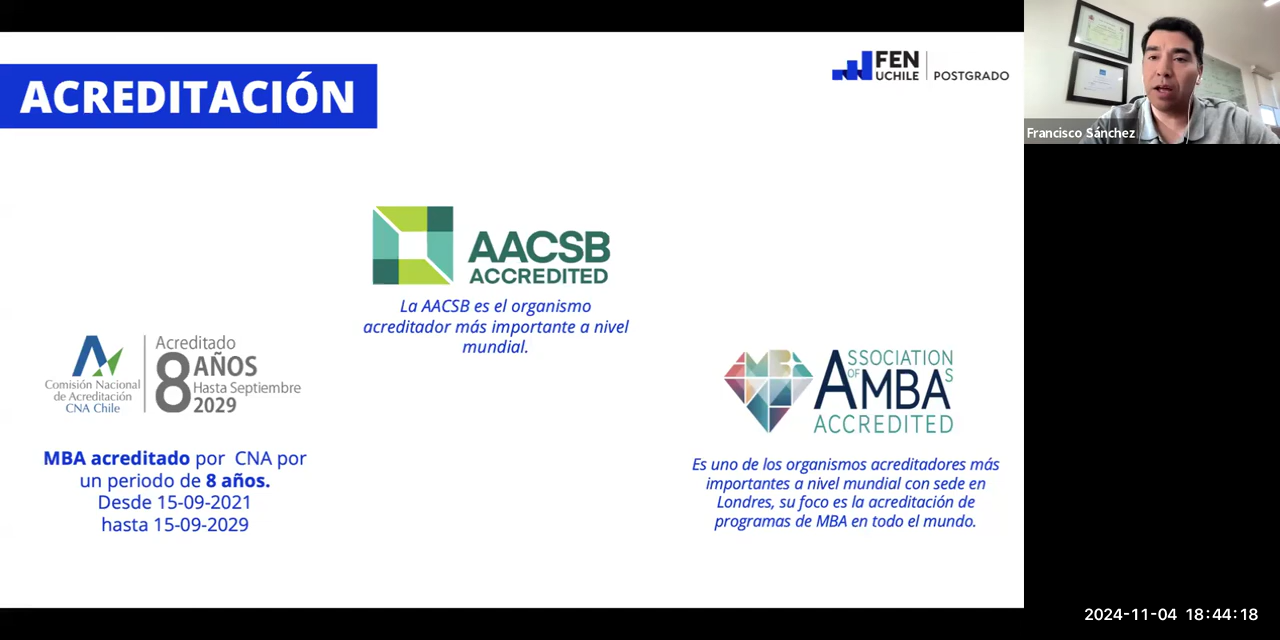 ACREDITACIÓN
FEN
UCHILE
POSTGRADO
Francisco Sánchez
AACSB
ACCREDITED
La AACSB es el organismo
acreditador más importante a nivel
mundial.
Comisión Nacional
de Acreditación
CNA Chile
Acreditado
8 AÑOS
Hasta Septiembre
2029
MBA acreditado por CNA por
un periodo de 8 años.
Desde 15-09-2021
hasta 15-09-2029
MBA
ASSOCIATION
OF MBAS
ACCREDITED
Es uno de los organismos acreditadores más
importantes a nivel mundial con sede en
Londres, su foco es la acreditación de
programas de MBA en todo el mundo.
2024-11-04 18:44:18